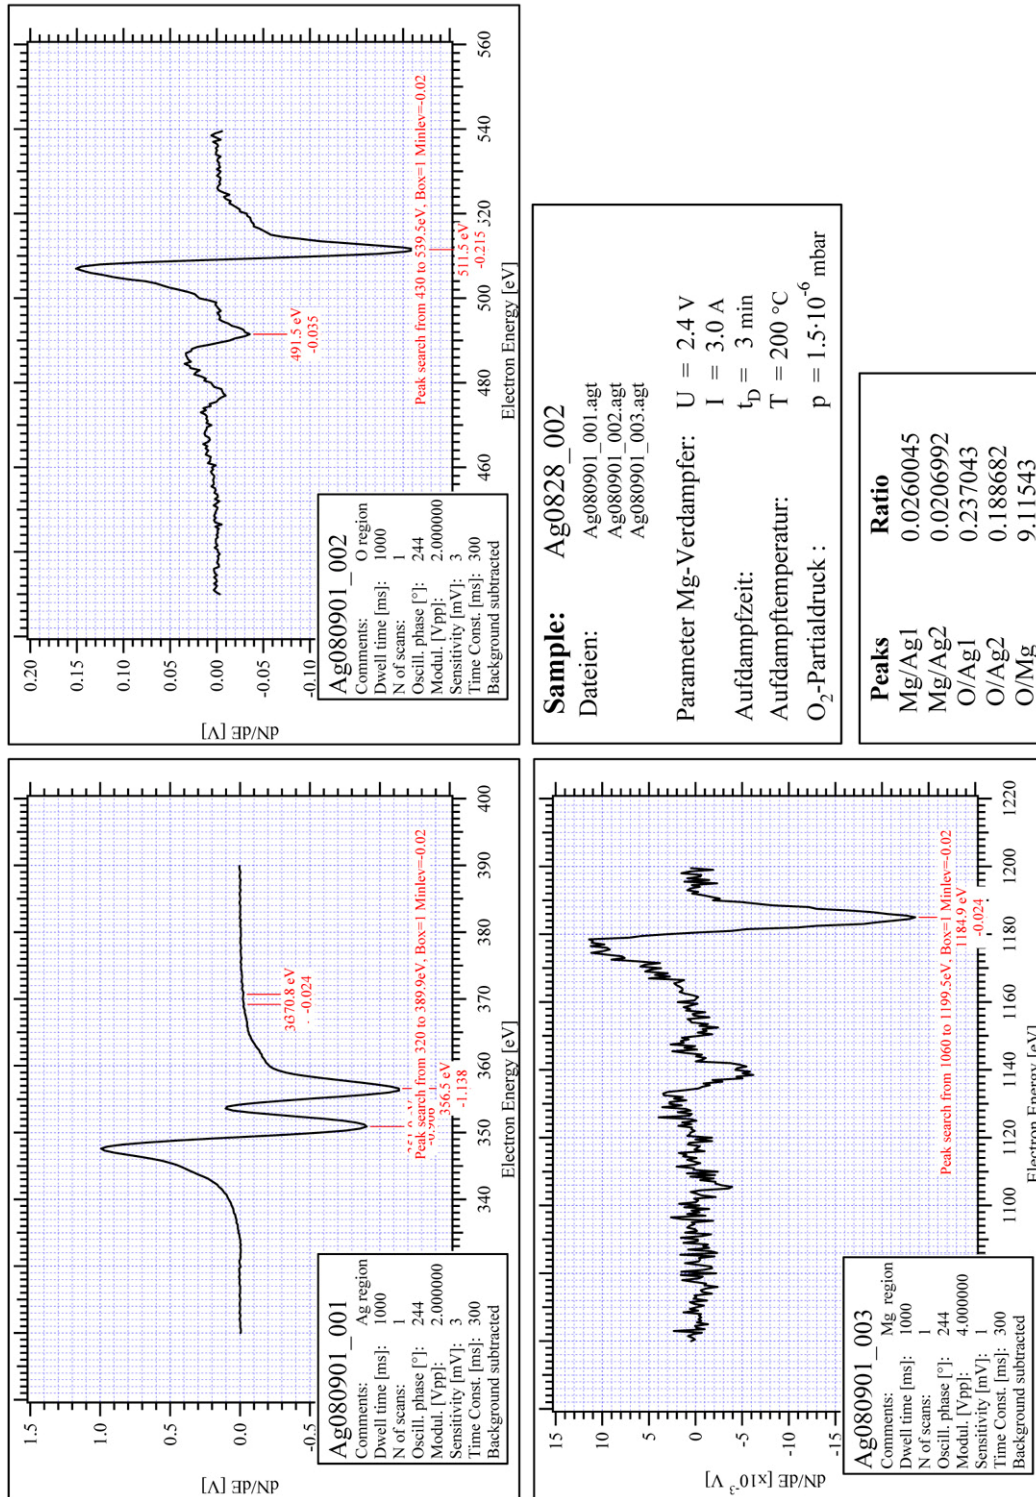 1.5
1.0
0.5
0.0
-0.5
dN/dE [V]
340
350
360
370
380
390
400
Electron Energy [eV]
Peak search from 320 to 389.9eV, Box=1 Minlev=-0.02
356.5 eV
-1.138
370.8 eV
-0.024
Ag080901_001
Comments: Ag region
Dwell time [ms]: 1000
N of scans: 1
Oscill. phase [°]: 244
Modul. [Vpp]: 2.000000
Sensitivity [mV]: 3
Time Const. [ms]: 300
Background subtracted
0.20
0.15
0.10
0.05
0.00
-0.05
-0.10
dN/dE [V]
460
480
500
520
540
560
Electron Energy [eV]
Peak search from 430 to 539.5eV, Box=1 Minlev=-0.02
491.5 eV
-0.035
511.5 eV
-0.215
Ag080901_002
Comments: O region
Dwell time [ms]: 1000
N of scans: 1
Oscill. phase [°]: 244
Modul. [Vpp]: 2.000000
Sensitivity [mV]: 3
Time Const. [ms]: 300
Background subtracted
15
10
5
0
-5
-10
-15
dN/dE [x10⁻³ V]
1100
1120
1140
1160
1180
1200
1220
Electron Energy [eV]
Peak search from 1060 to 1199.5eV, Box=1 Minlev=-0.02
1184.9 eV
-0.024
Ag080901_003
Comments: Mg region
Dwell time [ms]: 1000
N of scans: 1
Oscill. phase [°]: 244
Modul. [Vpp]: 4.000000
Sensitivity [mV]: 1
Time Const. [ms]: 300
Background subtracted
Sample: Ag0828_002
Dateien: Ag080901_001.agt
Ag080901_002.agt
Ag080901_003.agt
Parameter Mg-Verdampfer: U = 2.4 V
I = 3.0 A
Aufdampfzeit: t_D = 3 min
Aufdampftemperatur: T = 200 °C
O₂-Partialdruck : p = 1.5·10⁻⁶ mbar
Peaks Ratio
Mg/Ag1 0.0260045
Mg/Ag2 0.0206992
O/Ag1 0.237043
O/Ag2 0.188682
O/Mg 9.11543